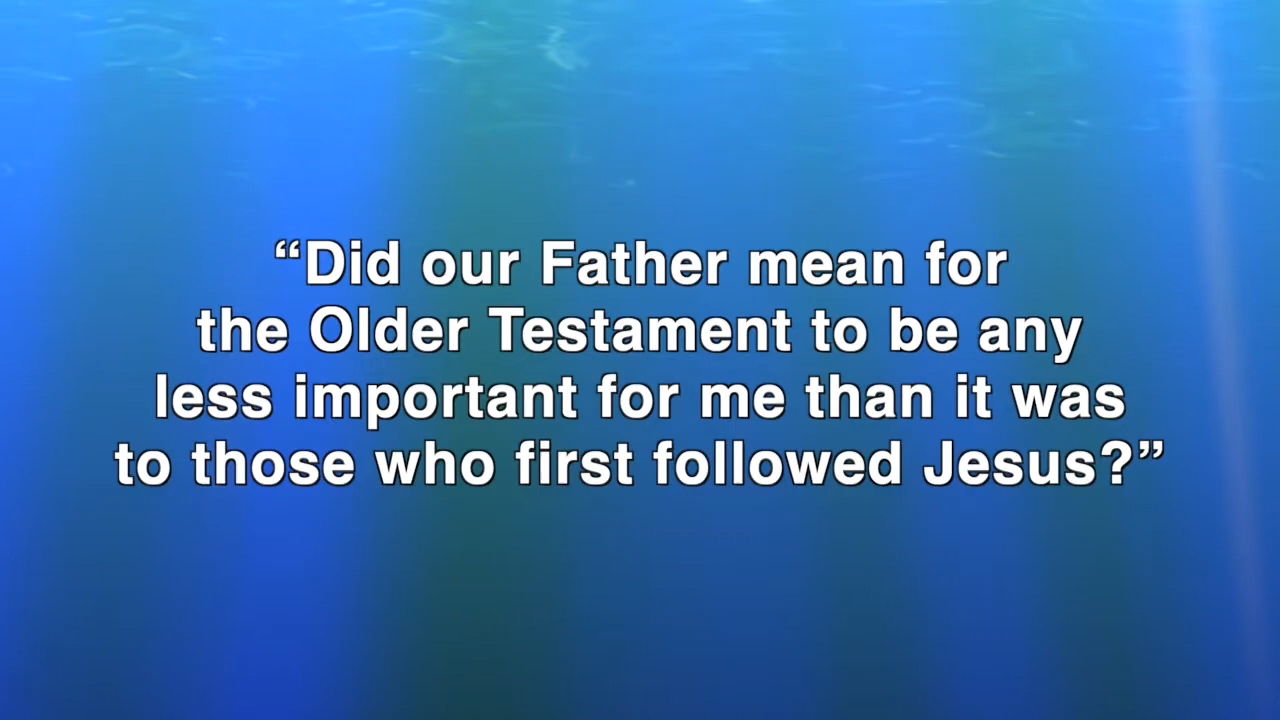 “Did our Father mean for
the Older Testament to be any
less important for me than it was
to those who first followed Jesus?”